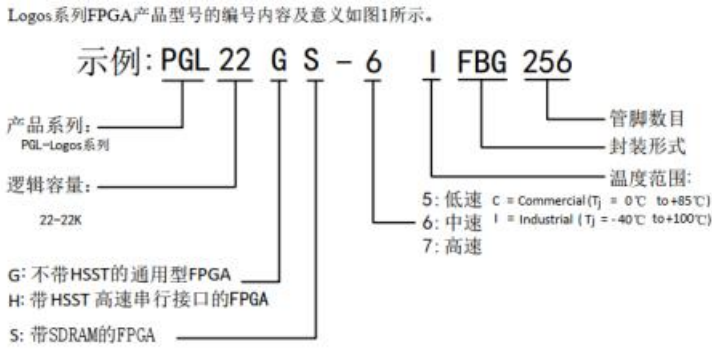 Logos系列FPGA产品型号的编号内容及意义如图1所示。
示例: PGL 22 G S - 6 I FBG 256
产品系列:
PGL-Logos系列
管脚数目
封装形式
逻辑容量:
22-22K
温度范围:
5: 低速 C = Commercial (Tj = 0℃ to +85℃)
6: 中速 I = Industrial (Tj = -40℃ to +100℃)
7: 高速
G: 不带HSST的通用型FPGA
H: 带HSST 高速串行接口的FPGA
S: 带SDRAM的FPGA